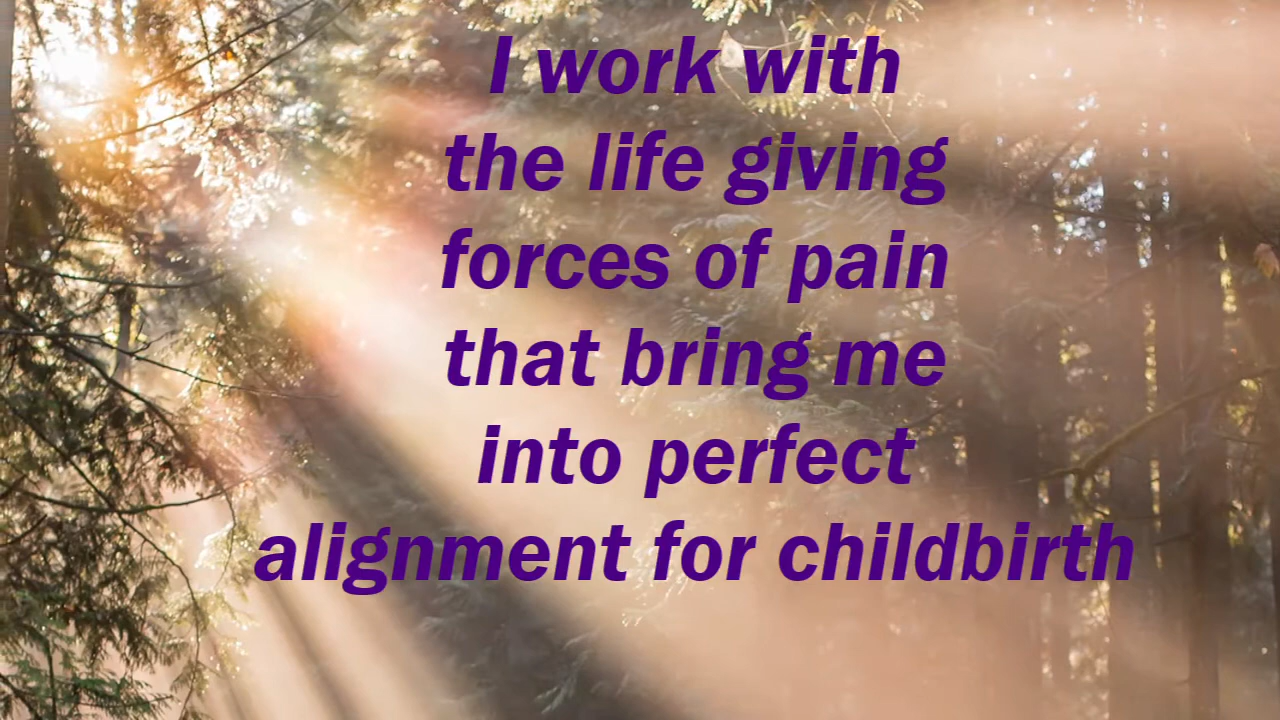 I work with
the life giving
forces of pain
that bring me
into perfect
alignment for childbirth